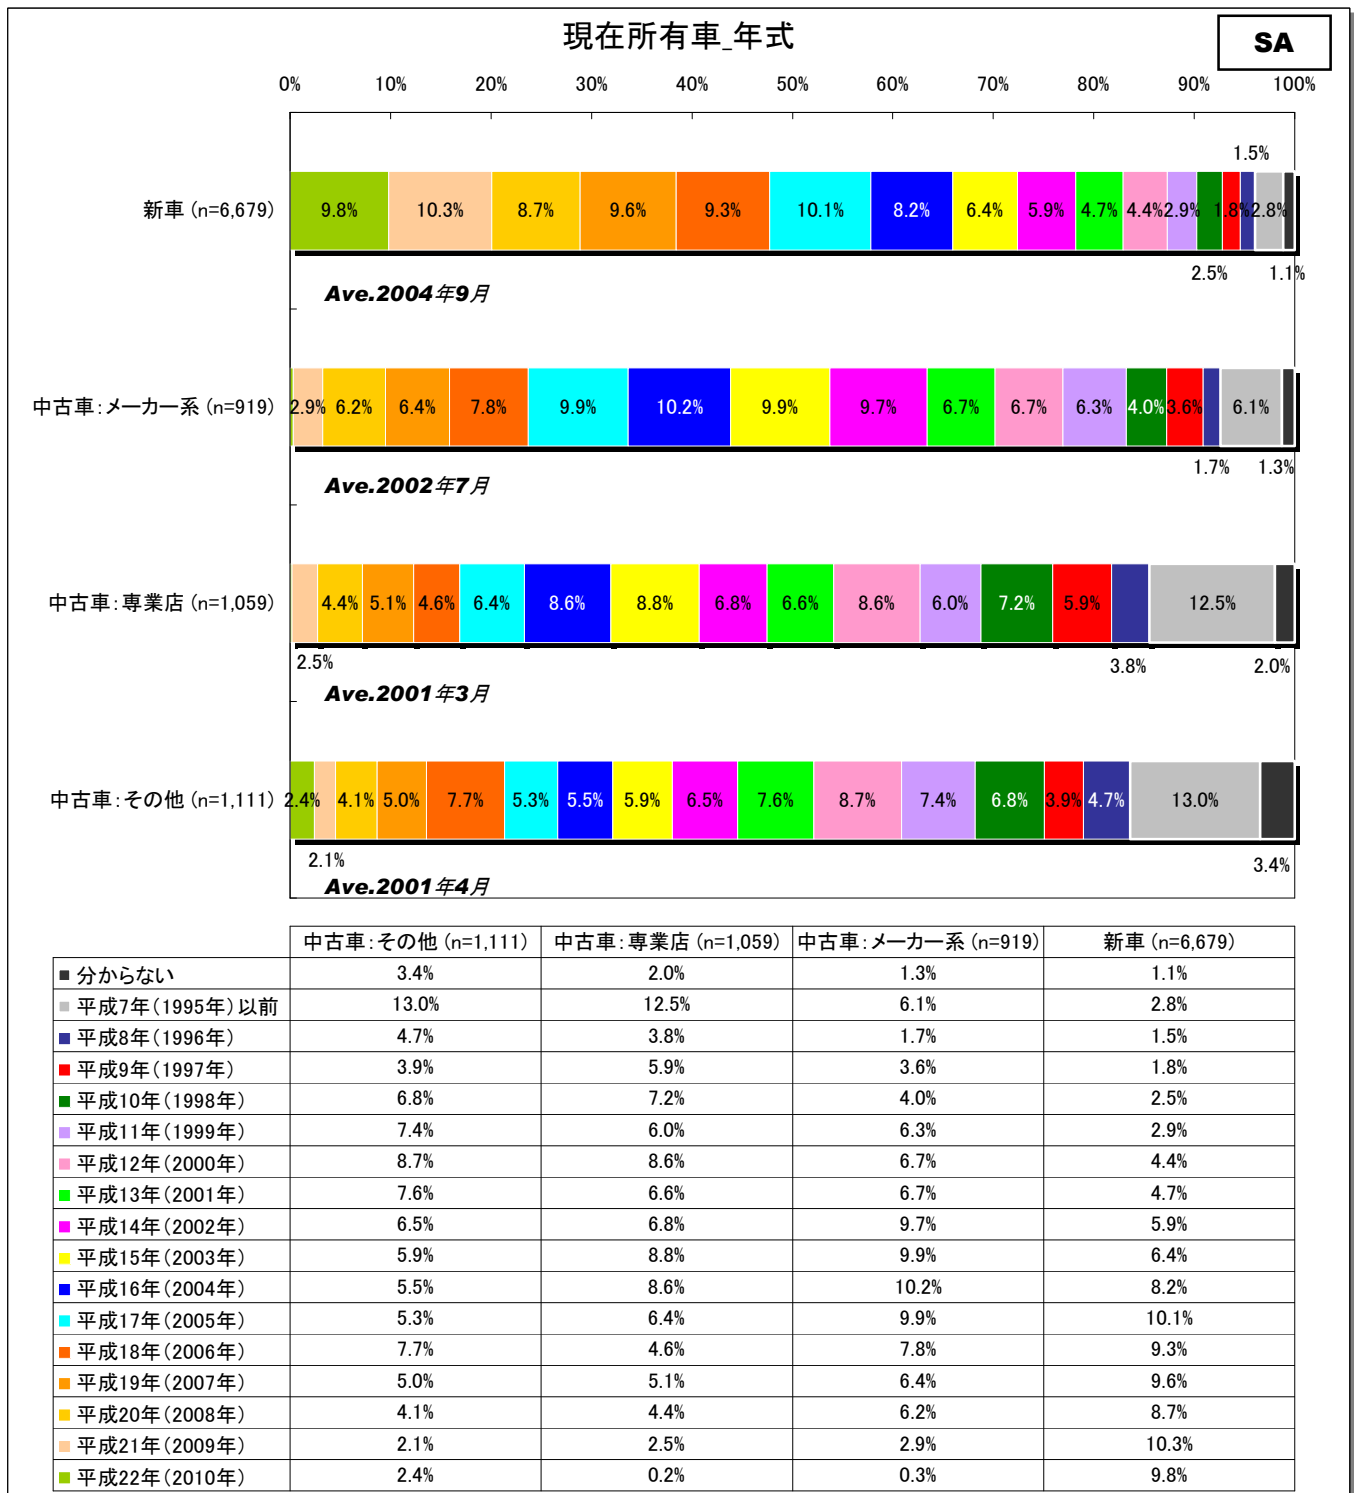 現在所有車_年式
SA
0% 10% 20% 30% 40% 50% 60% 70% 80% 90% 100%
1.5%
新車 (n=6,679) 9.8% 10.3% 8.7% 9.6% 9.3% 10.1% 8.2% 6.4% 5.9% 4.7% 4.4% 2.9% 1.8% 2.8%
2.5% 1.1%
Ave.2004年9月
中古車:メーカー系 (n=919) 2.9% 6.2% 6.4% 7.8% 9.9% 10.2% 9.9% 9.7% 6.7% 6.7% 6.3% 4.0% 3.6% 6.1%
1.7% 1.3%
Ave.2002年7月
中古車:専業店 (n=1,059) 4.4% 5.1% 4.6% 6.4% 8.6% 8.8% 6.8% 6.6% 8.6% 6.0% 7.2% 5.9% 12.5%
2.5% 3.8% 2.0%
Ave.2001年3月
中古車:その他 (n=1,111) 2.4% 4.1% 5.0% 7.7% 5.3% 5.5% 5.9% 6.5% 7.6% 8.7% 7.4% 6.8% 3.9% 4.7% 13.0%
2.1% 3.4%
Ave.2001年4月
中古車:その他 (n=1,111) 中古車:専業店 (n=1,059) 中古車:メーカー系 (n=919) 新車 (n=6,679)
分からない 3.4% 2.0% 1.3% 1.1%
平成7年(1995年)以前 13.0% 12.5% 6.1% 2.8%
平成8年(1996年) 4.7% 3.8% 1.7% 1.5%
平成9年(1997年) 3.9% 5.9% 3.6% 1.8%
平成10年(1998年) 6.8% 7.2% 4.0% 2.5%
平成11年(1999年) 7.4% 6.0% 6.3% 2.9%
平成12年(2000年) 8.7% 8.6% 6.7% 4.4%
平成13年(2001年) 7.6% 6.6% 6.7% 4.7%
平成14年(2002年) 6.5% 6.8% 9.7% 5.9%
平成15年(2003年) 5.9% 8.8% 9.9% 6.4%
平成16年(2004年) 5.5% 8.6% 10.2% 8.2%
平成17年(2005年) 5.3% 6.4% 9.9% 10.1%
平成18年(2006年) 7.7% 4.6% 7.8% 9.3%
平成19年(2007年) 5.0% 5.1% 6.4% 9.6%
平成20年(2008年) 4.1% 4.4% 6.2% 8.7%
平成21年(2009年) 2.1% 2.5% 2.9% 10.3%
平成22年(2010年) 2.4% 0.2% 0.3% 9.8%